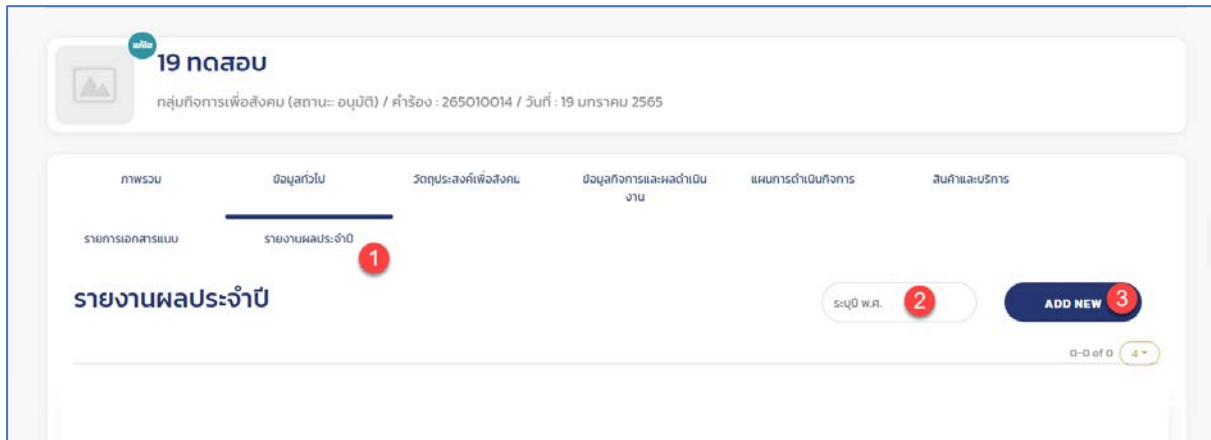 แก้ไข
19 ทดสอบ
กลุ่มกิจการเพื่อสังคม (สถานะ: อนุมัติ) / คำร้อง : 265010014 / วันที่ : 19 มกราคม 2565
ภาพรวม ข้อมูลทั่วไป วัตถุประสงค์เพื่อสังคม ข้อมูลกิจการและผลดำเนิน แผนการดำเนินกิจการ สินค้าและบริการ
งาน
รายการเอกสารแนบ รายงานผลประจำปี 1
รายงานผลประจำปี ระบุปี พ.ศ. 2 ADD NEW 3
0-0 of 0 4